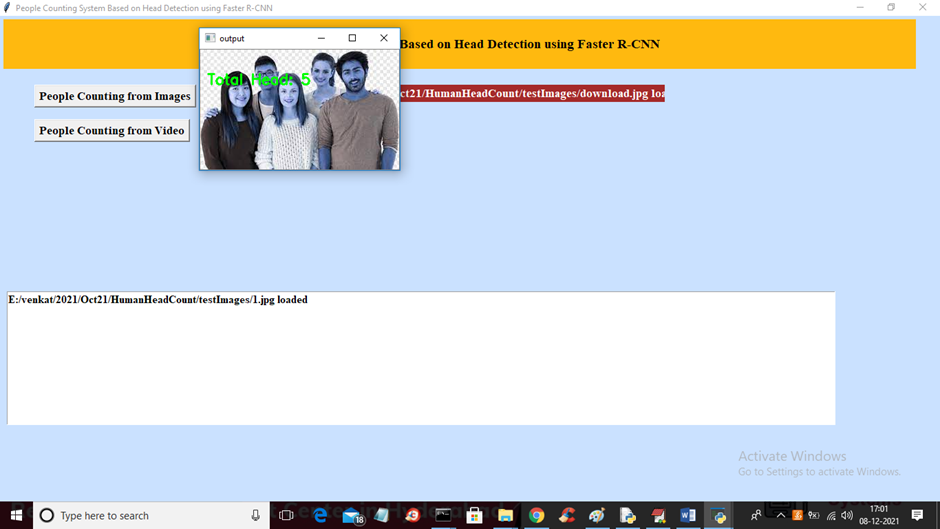 People Counting System Based on Head Detection using Faster R-CNN
output
Based on Head Detection using Faster R-CNN
Total Head: 5
People Counting from Images
ct21/HumanHeadCount/testImages/download.jpg loa
People Counting from Video
E:/venkat/2021/Oct21/HumanHeadCount/testImages/1.jpg loaded
Activate Windows
Go to Settings to activate Windows.
Type here to search
18
17:01
08-12-2021